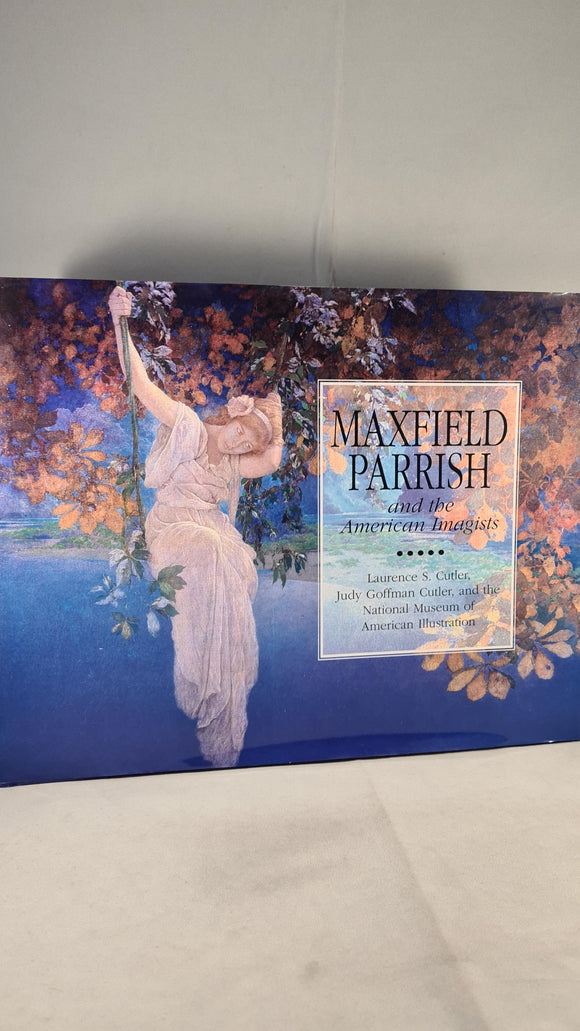 MAXFIELD
PARRISH
and the
American Imagists
•••••
Laurence S. Cutler,
Judy Goffman Cutler, and the
National Museum of
American Illustration